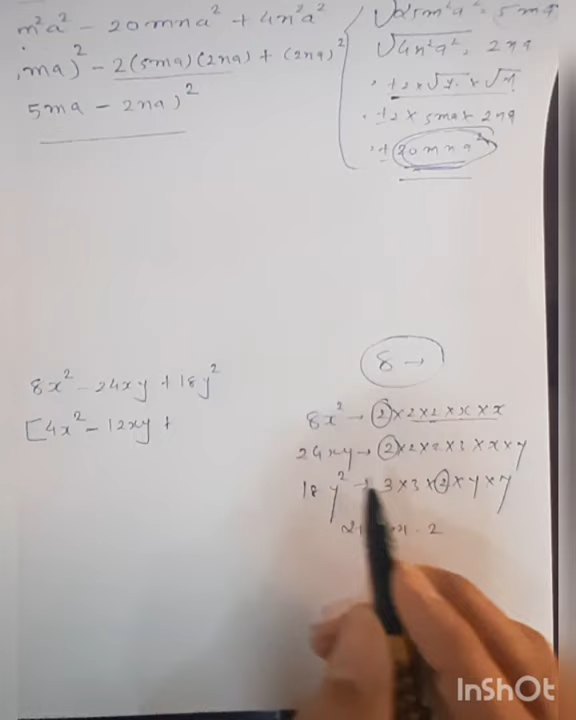 m²a² - 20mna² + 4n²a²
ma)² - 2(5ma)(2na) + (2na)²
5ma - 2na)²
√25m²a² = 5ma
√4n²a², 2na
± 2 × 5ma × 2na
± 20mna²
8 →
8x² - 24xy + 18y²
[4x² - 12xy +
8x² → 2 × 2 × 2 × x × x
24xy → 2 × 2 × 2 × 3 × x × y
18y² → 3 × 3 × 2 × y × y
InShOt